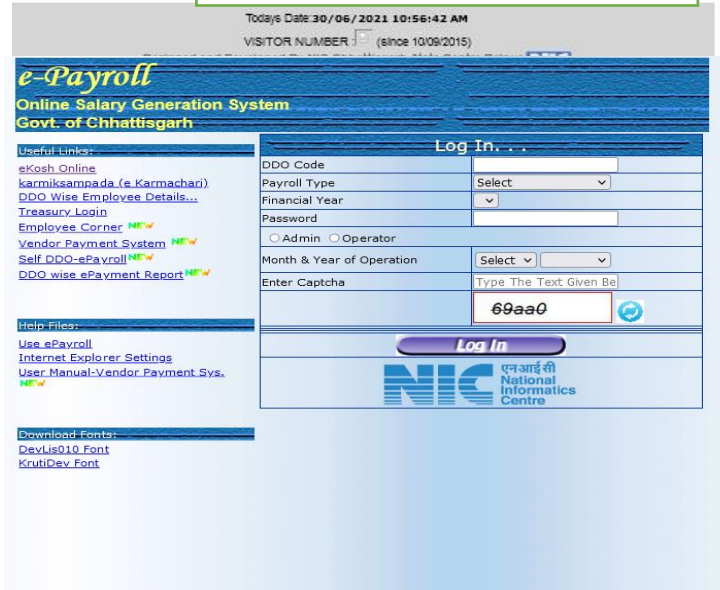 Todays Date:30/06/2021 10:56:42 AM
VISITOR NUMBER : (since 10/09/2015)
e-Payroll
Online Salary Generation System
Govt. of Chhattisgarh
Useful Links:
eKosh Online
karmiksampada (e Karmachari)
DDO Wise Employee Details...
Treasury Login
Employee Corner NEW
Vendor Payment System NEW
Self DDO-ePayroll NEW
DDO wise ePayment Report NEW
Help Files:
Use ePayroll
Internet Explorer Settings
User Manual-Vendor Payment Sys.
NEW
Download Fonts:
DevLis010 Font
KrutiDev Font
Log In. . .
DDO Code
Payroll Type Select
Financial Year
Password
Admin Operator
Month & Year of Operation Select
Enter Captcha Type The Text Given Be
69aa0
Log In
NIC
एनआईसी
National
Informatics
Centre